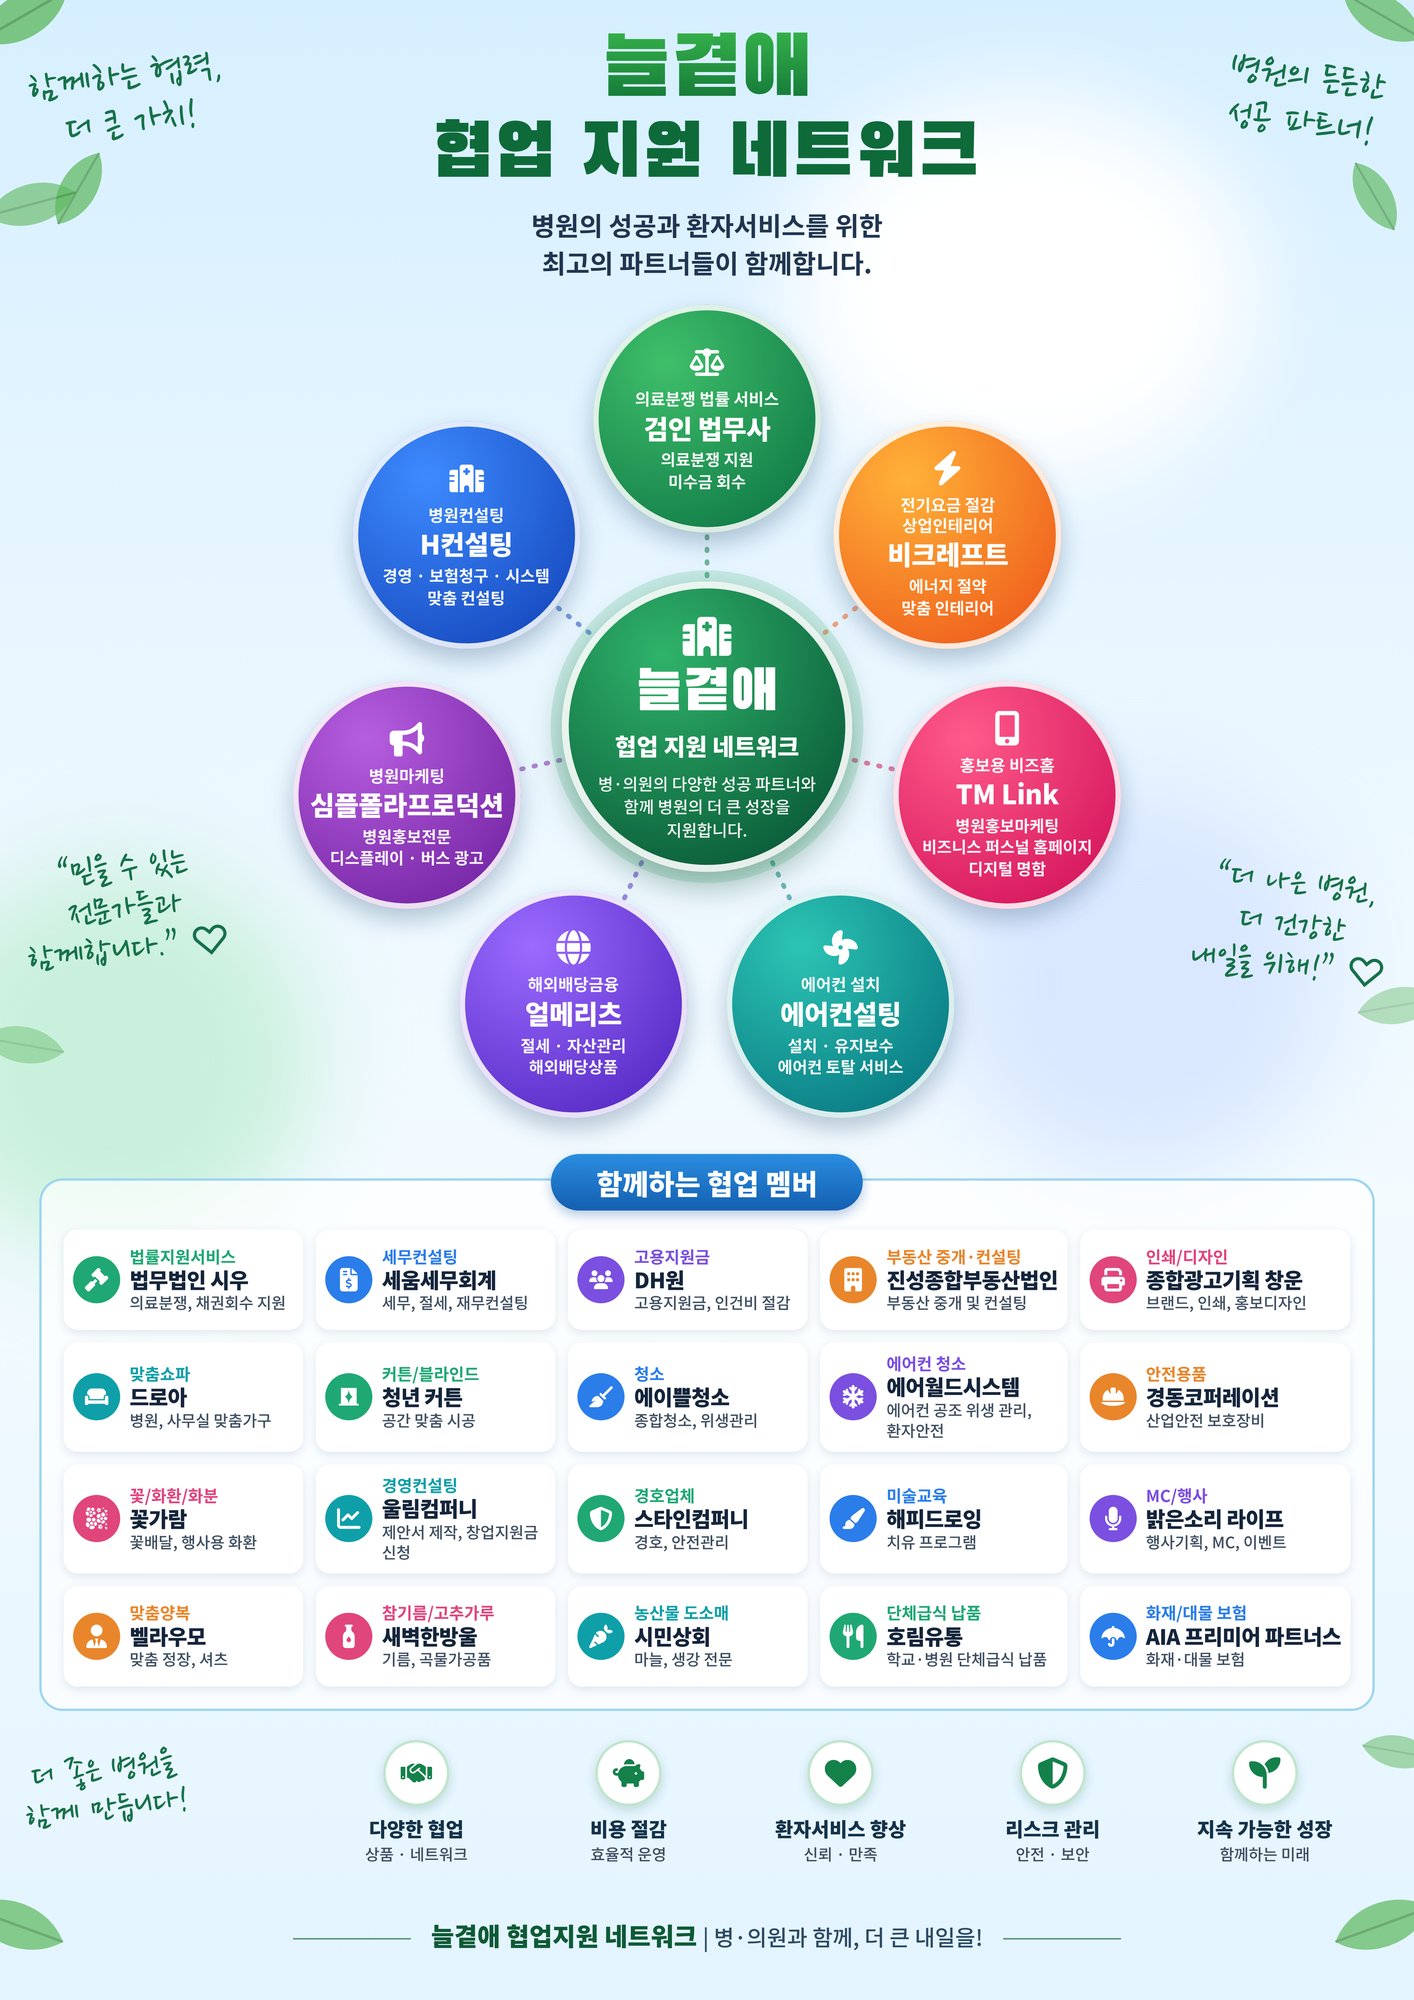 늘곁애
협업 지원 네트워크
함께하는 협력,
더 큰 가치!
병원의 든든한
성공 파트너!
병원의 성공과 환자서비스를 위한
최고의 파트너들이 함께합니다.
의료분쟁 법률 서비스
검인 법무사
의료분쟁 지원
미수금 회수
병원컨설팅
H컨설팅
경영 · 보험청구 · 시스템
맞춤 컨설팅
전기요금 절감
상업인테리어
비크레프트
에너지 절약
맞춤 인테리어
늘곁애
협업 지원 네트워크
병·의원의 다양한 성공 파트너와
함께 병원의 더 큰 성장을
지원합니다.
병원마케팅
심플폴라프로덕션
병원홍보전문
디스플레이 · 버스 광고
홍보용 비즈홈
TM Link
병원홍보마케팅
비즈니스 퍼스널 홈페이지
디지털 명함
"믿을 수 있는
전문가들과
함께합니다."
"더 나은 병원,
더 건강한
내일을 위해!"
해외배당금융
얼메리츠
절세 · 자산관리
해외배당상품
에어컨 설치
에어컨설팅
설치 · 유지보수
에어컨 토탈 서비스
함께하는 협업 멤버
법률지원서비스
법무법인 시우
의료분쟁, 채권회수 지원
세무컨설팅
세움세무회계
세무, 절세, 재무컨설팅
고용지원금
DH원
고용지원금, 인건비 절감
부동산 중개·컨설팅
진성종합부동산법인
부동산 중개 및 컨설팅
인쇄/디자인
종합광고기획 창운
브랜드, 인쇄, 홍보디자인
맞춤쇼파
드로아
병원, 사무실 맞춤가구
커튼/블라인드
청년 커튼
공간 맞춤 시공
청소
에이쁠청소
종합청소, 위생관리
에어컨 청소
에어월드시스템
에어컨 공조 위생 관리,
환자안전
안전용품
경동코퍼레이션
산업안전 보호장비
꽃/화환/화분
꽃가람
꽃배달, 행사용 화환
경영컨설팅
울림컴퍼니
제안서 제작, 창업지원금
신청
경호업체
스타인컴퍼니
경호, 안전관리
미술교육
해피드로잉
치유 프로그램
MC/행사
밝은소리 라이프
행사기획, MC, 이벤트
맞춤양복
벨라우모
맞춤 정장, 셔츠
참기름/고추가루
새벽한방울
기름, 곡물가공품
농산물 도소매
시민상회
마늘, 생강 전문
단체급식 납품
호림유통
학교·병원 단체급식 납품
화재/대물 보험
AIA 프리미어 파트너스
화재·대물 보험
더 좋은 병원을
함께 만듭니다!
다양한 협업
상품 · 네트워크
비용 절감
효율적 운영
환자서비스 향상
신뢰 · 만족
리스크 관리
안전 · 보안
지속 가능한 성장
함께하는 미래
늘곁애 협업지원 네트워크 | 병·의원과 함께, 더 큰 내일을!